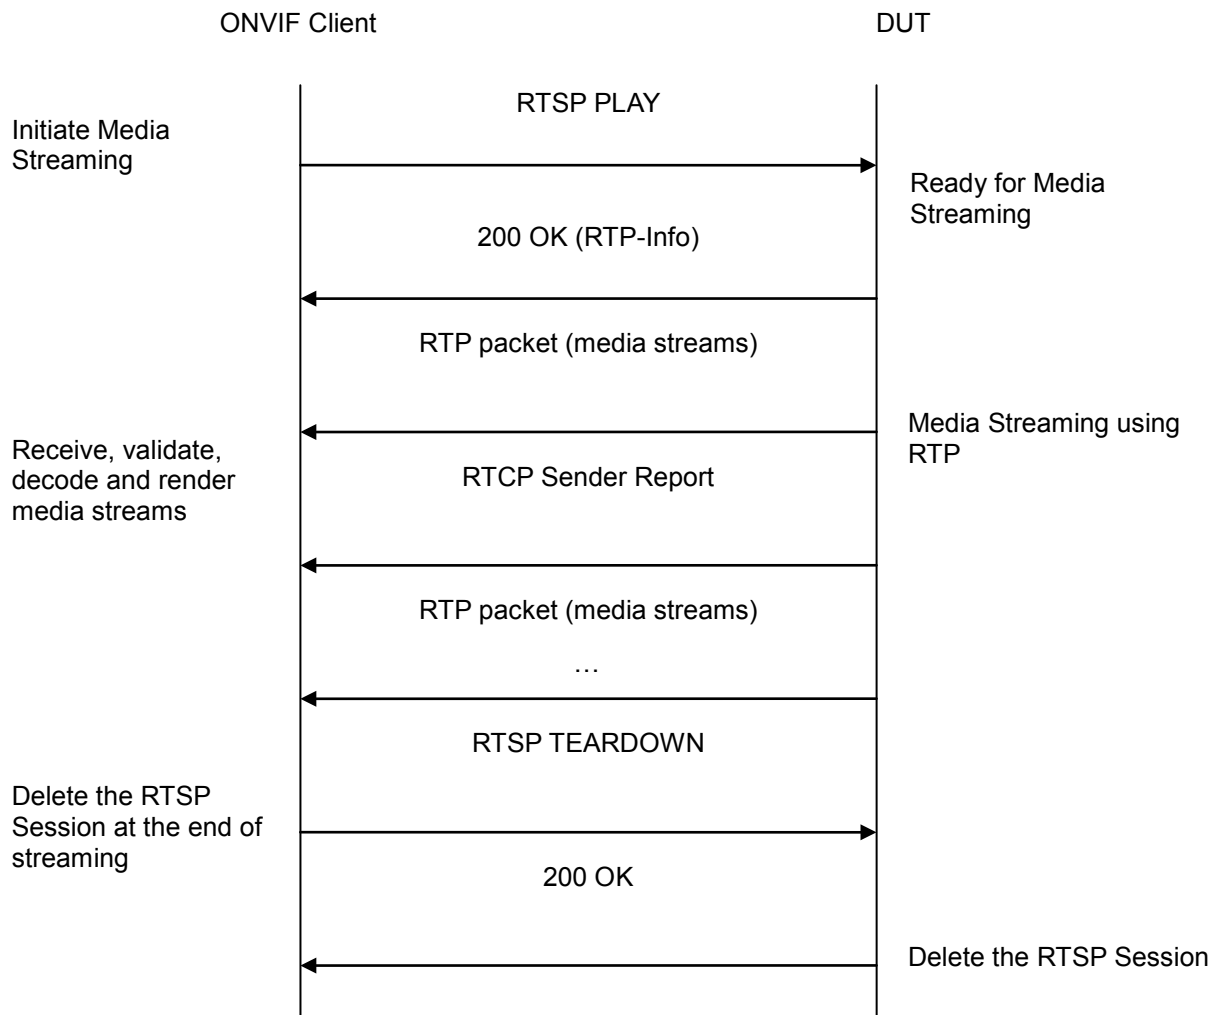 ONVIF Client
DUT
RTSP PLAY
Initiate Media
Streaming
Ready for Media
Streaming
200 OK (RTP-Info)
RTP packet (media streams)
Media Streaming using
RTP
Receive, validate,
decode and render
media streams
RTCP Sender Report
RTP packet (media streams)
…
RTSP TEARDOWN
Delete the RTSP
Session at the end of
streaming
200 OK
Delete the RTSP Session